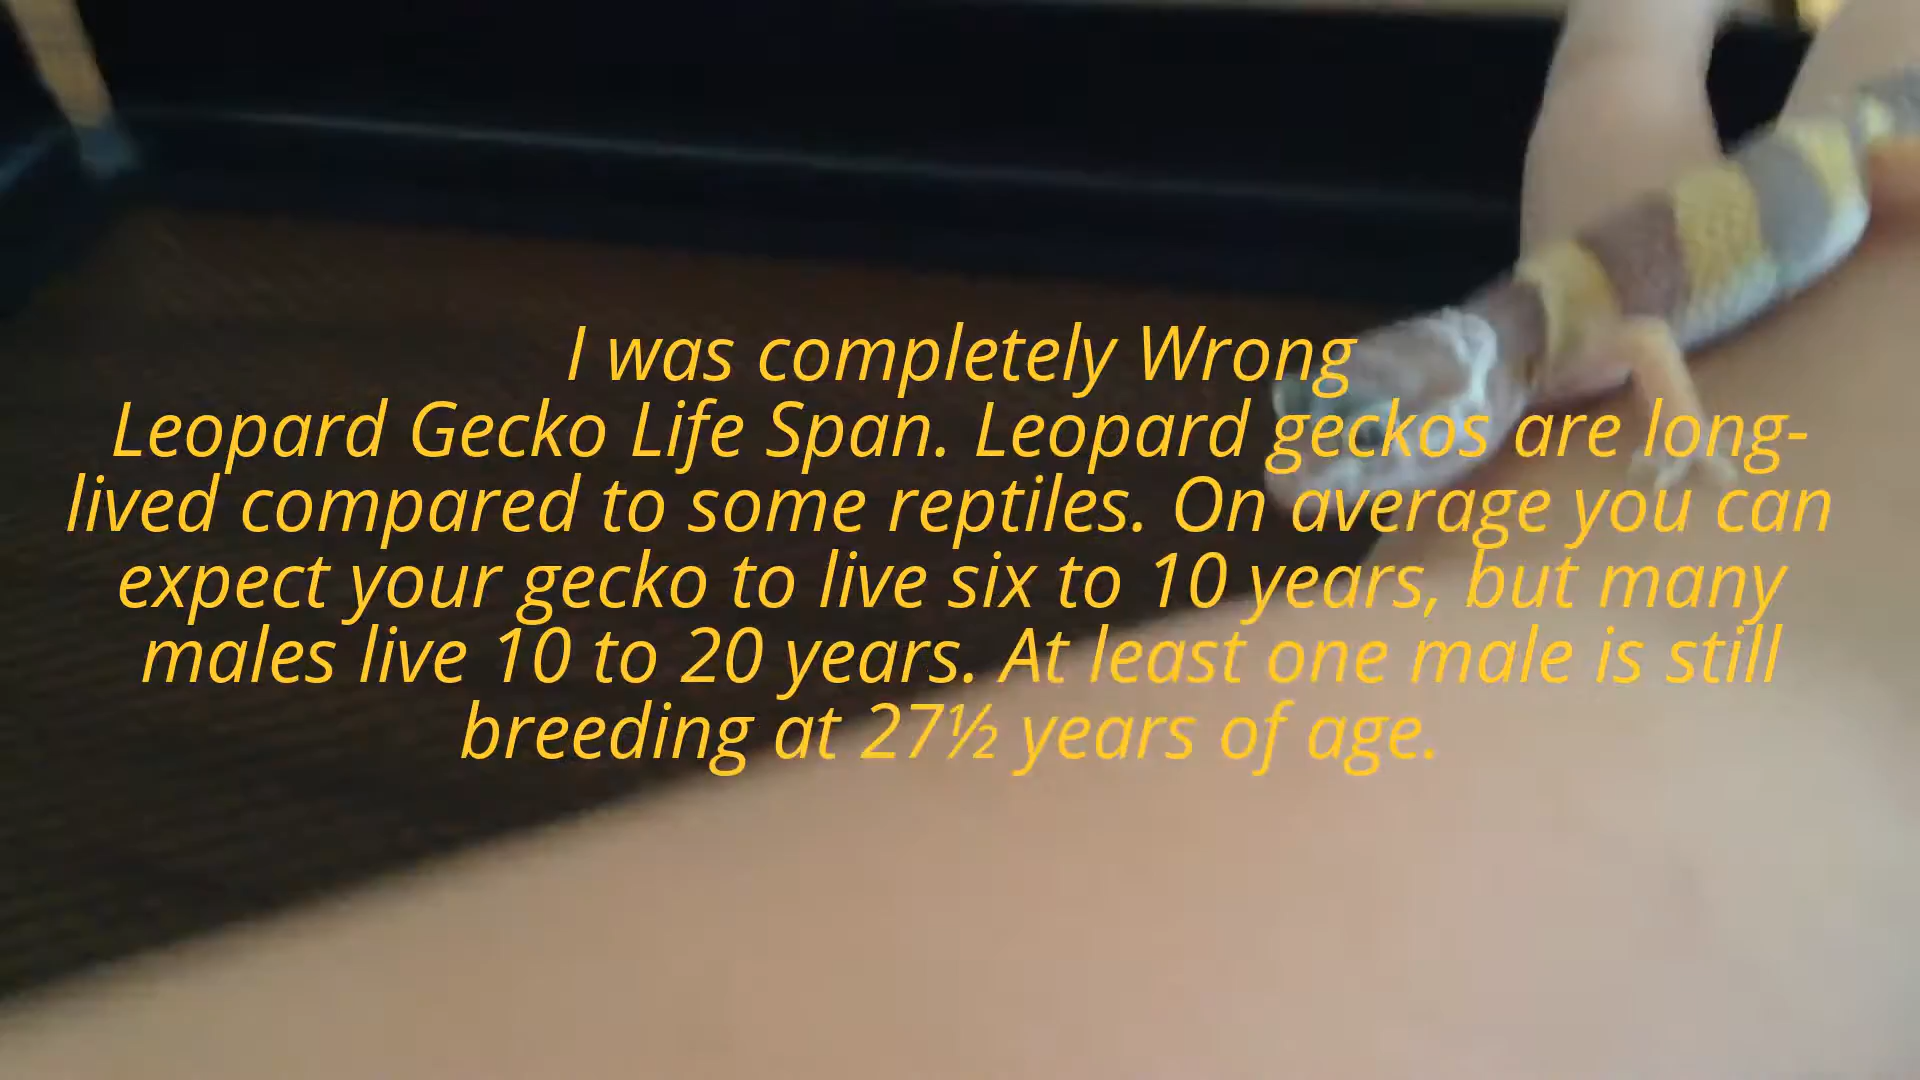 I was completely Wrong
Leopard Gecko Life Span. Leopard geckos are long-
lived compared to some reptiles. On average you can
expect your gecko to live six to 10 years, but many
males live 10 to 20 years. At least one male is still
breeding at 27½ years of age.